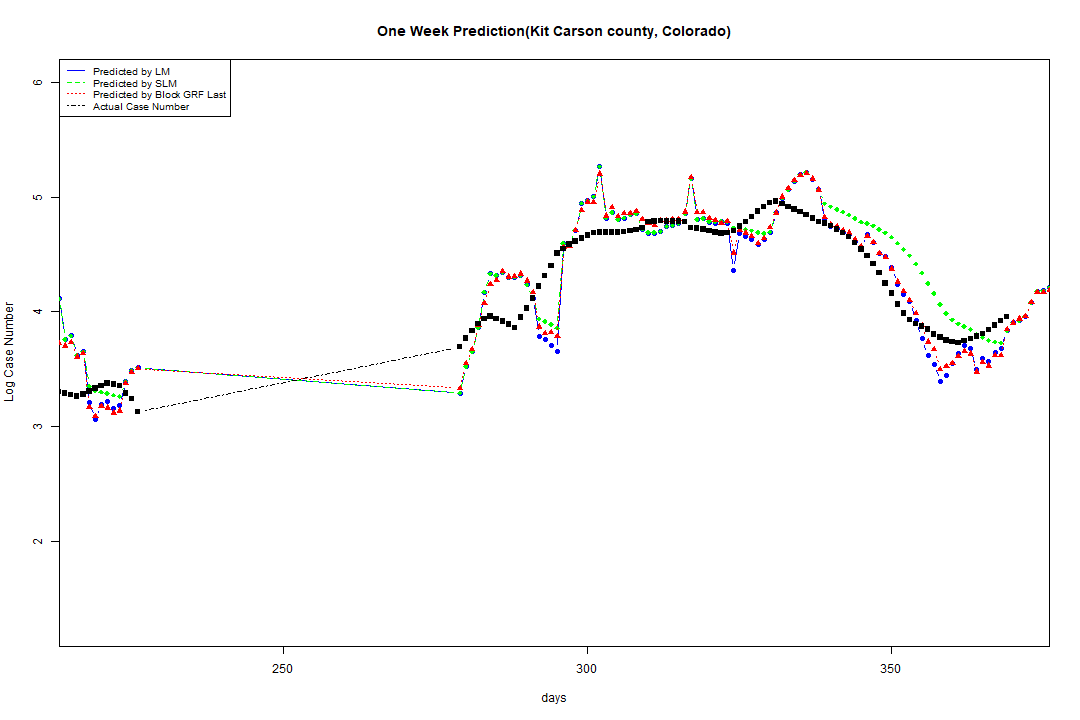 One Week Prediction(Kit Carson county, Colorado)
Predicted by LM
Predicted by SLM
Predicted by Block GRF Last
Actual Case Number
6
5
4
3
2
Log Case Number
250
300
350
days